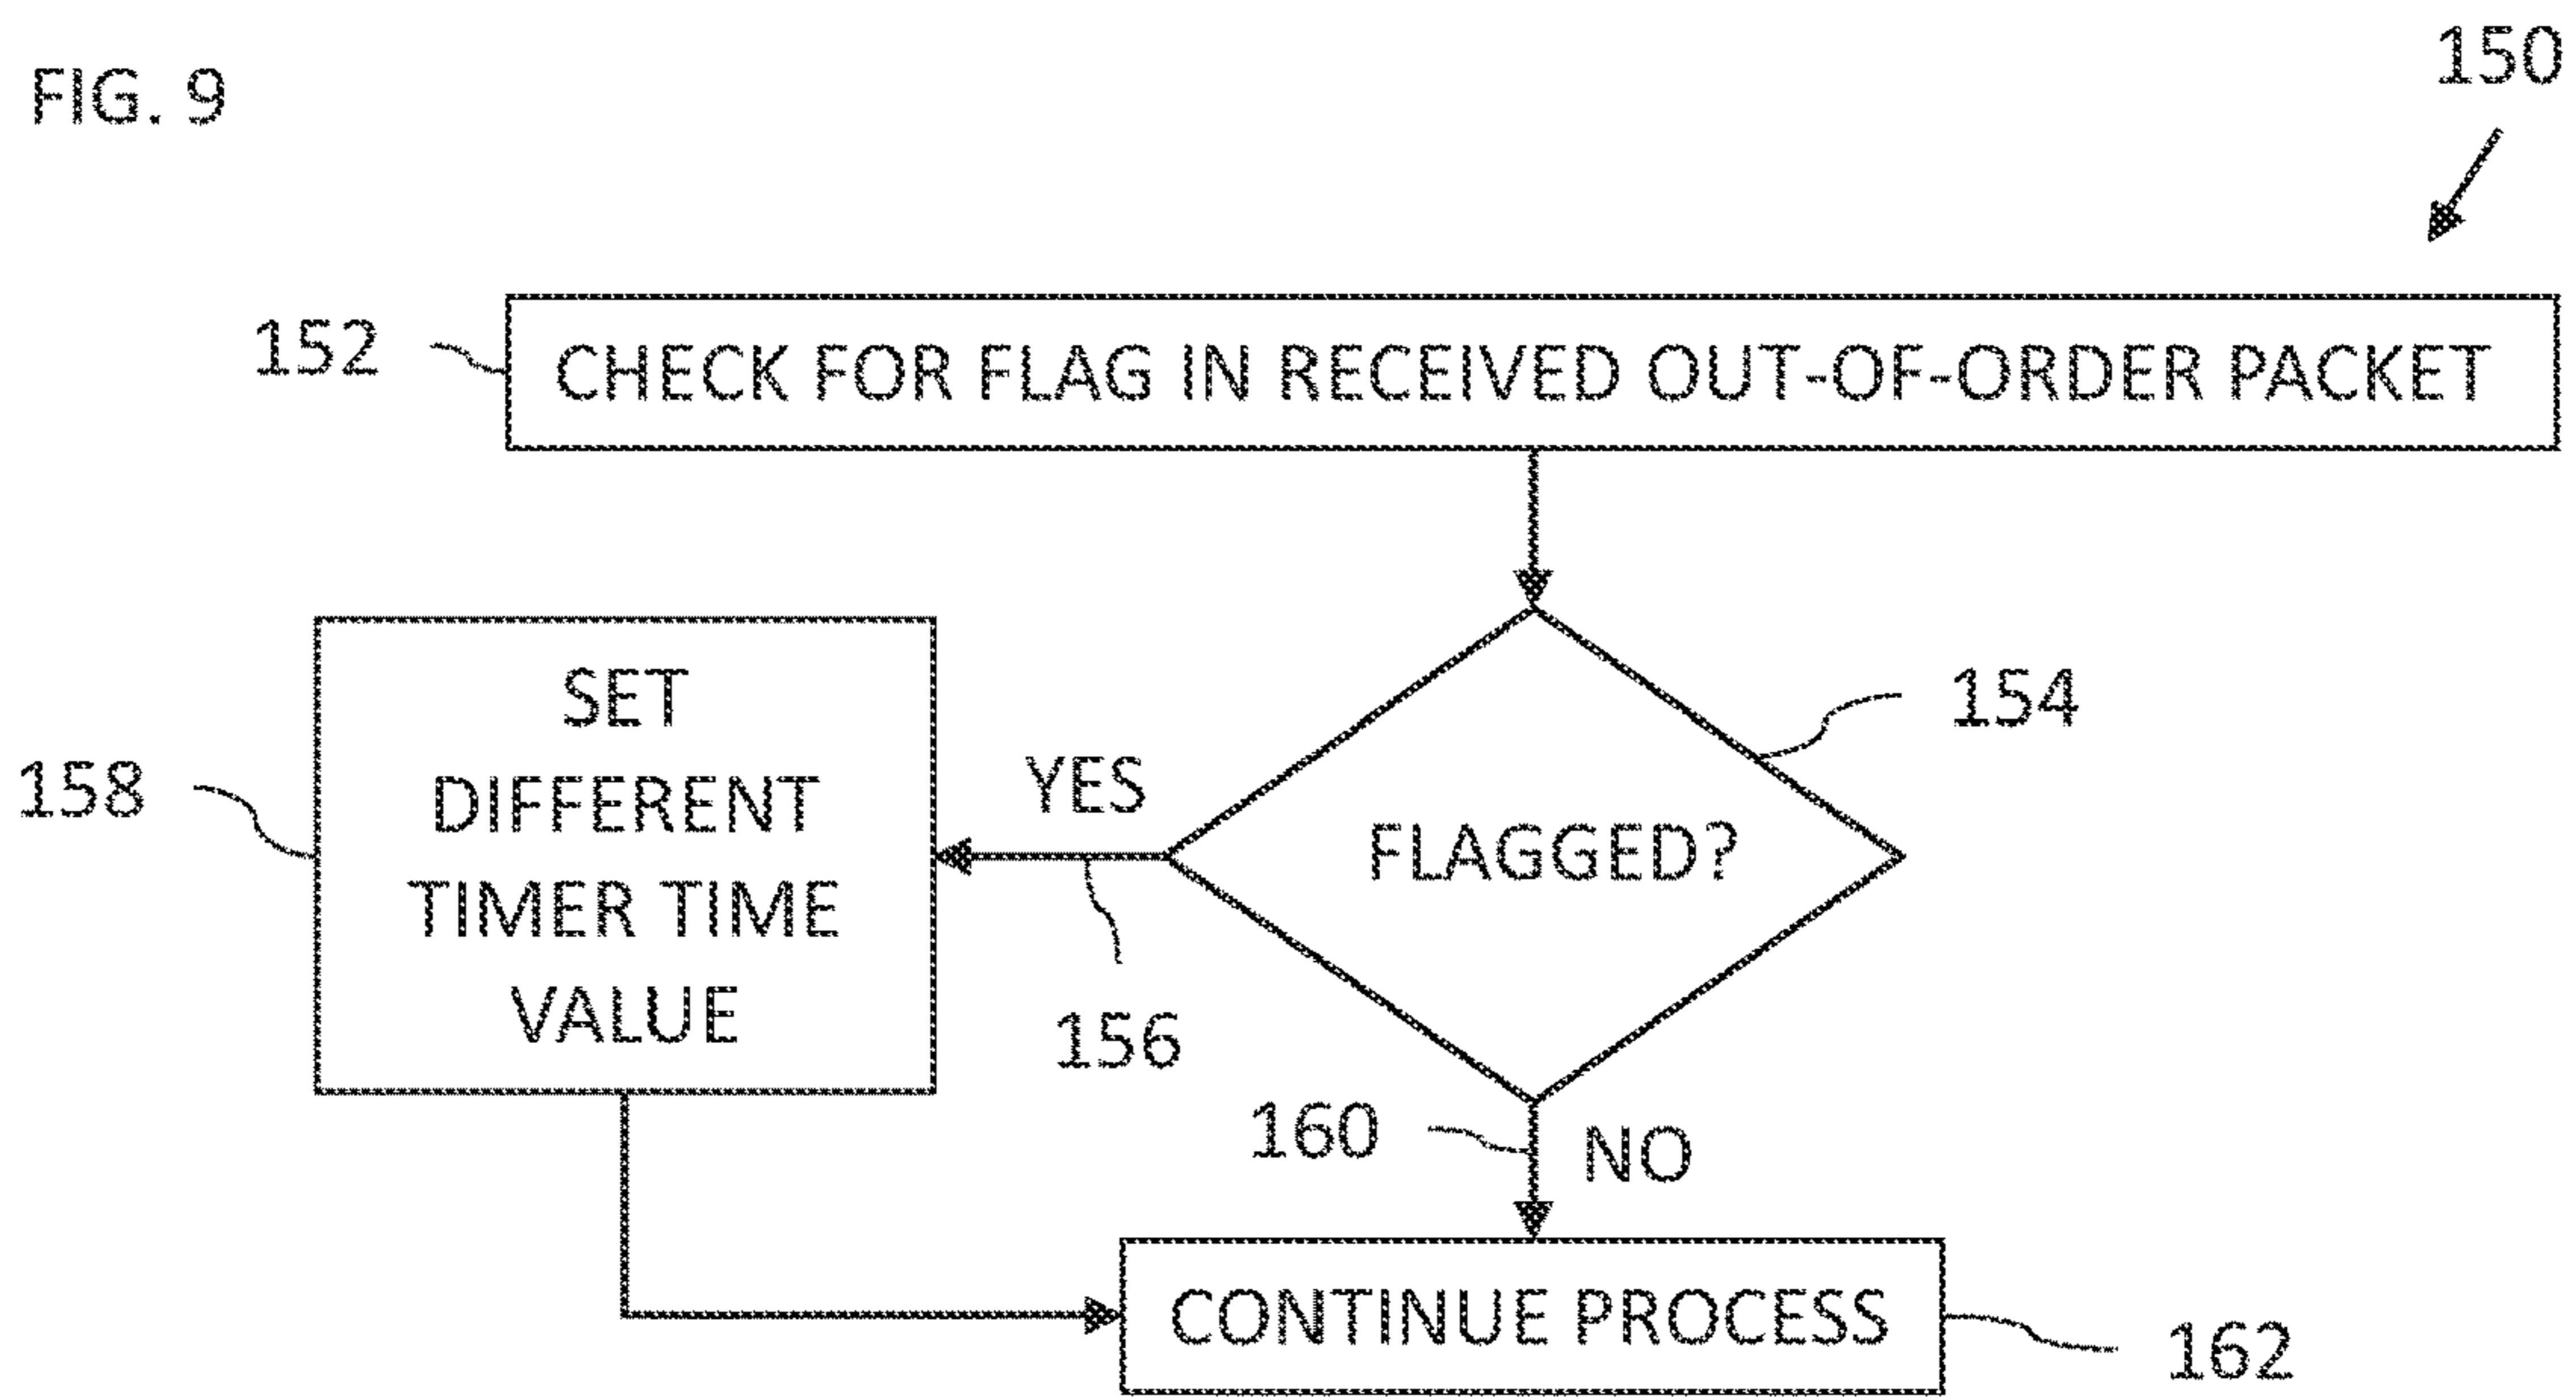 FIG. 9
150
152
CHECK FOR FLAG IN RECEIVED OUT-OF-ORDER PACKET
154
FLAGGED?
YES
156
158
SET
DIFFERENT
TIMER TIME
VALUE
160
NO
CONTINUE PROCESS
162